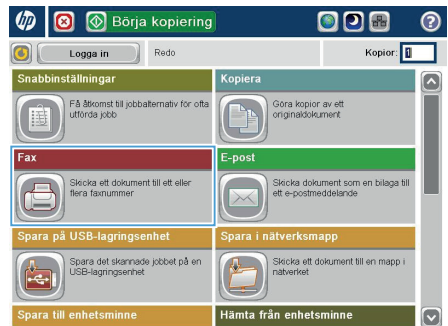 hp Börja kopiering ?
Logga in Redo Kopior: 1
Snabbinställningar
Få åtkomst till jobbalternativ för ofta
utförda jobb
Kopiera
Göra kopior av ett
originaldokument
Fax
Skicka ett dokument till ett eller
flera faxnummer
E-post
Skicka dokument som en bilaga till
ett e-postmeddelande
Spara på USB-lagringsenhet
Spara det skannade jobbet på en
USB-lagringsenhet
Spara i nätverksmapp
Skicka ett dokument till en mapp i
nätverket
Spara till enhetsminne
Hämta från enhetsminne